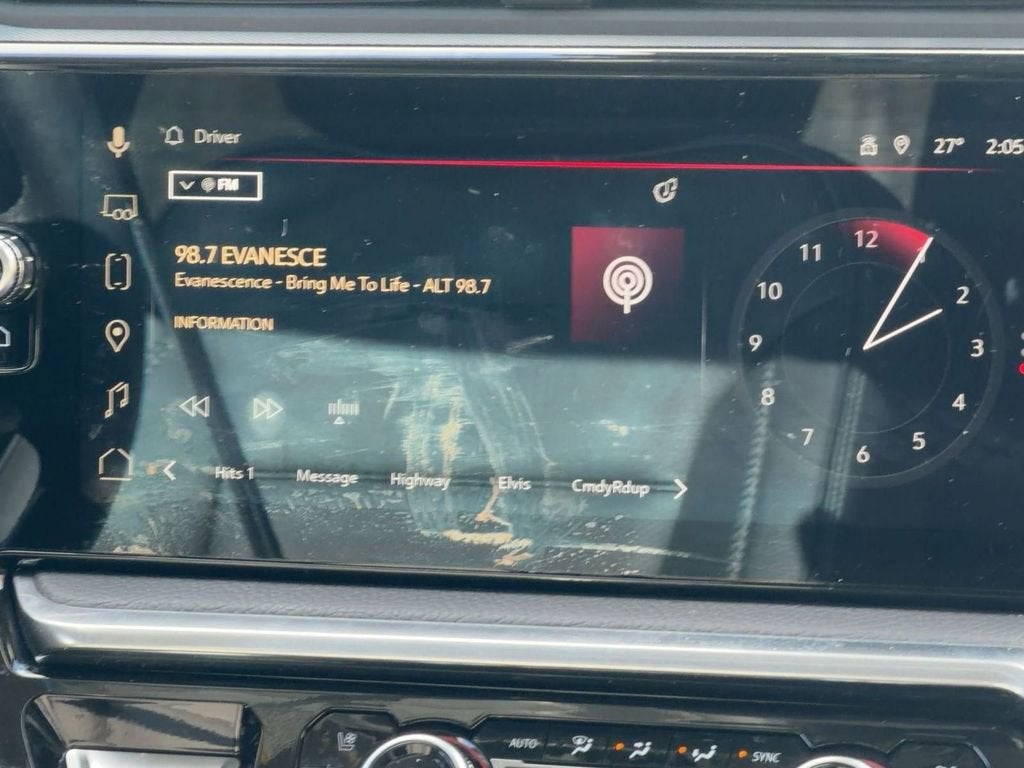 Driver
27° 2:05
FM
98.7 EVANESCE
Evanescence - Bring Me To Life - ALT 98.7
INFORMATION
12
11
1
10
2
9
3
8
4
7
5
6
Hits 1 Message Highway Elvis CmdyRdup
AUTO
SYNC